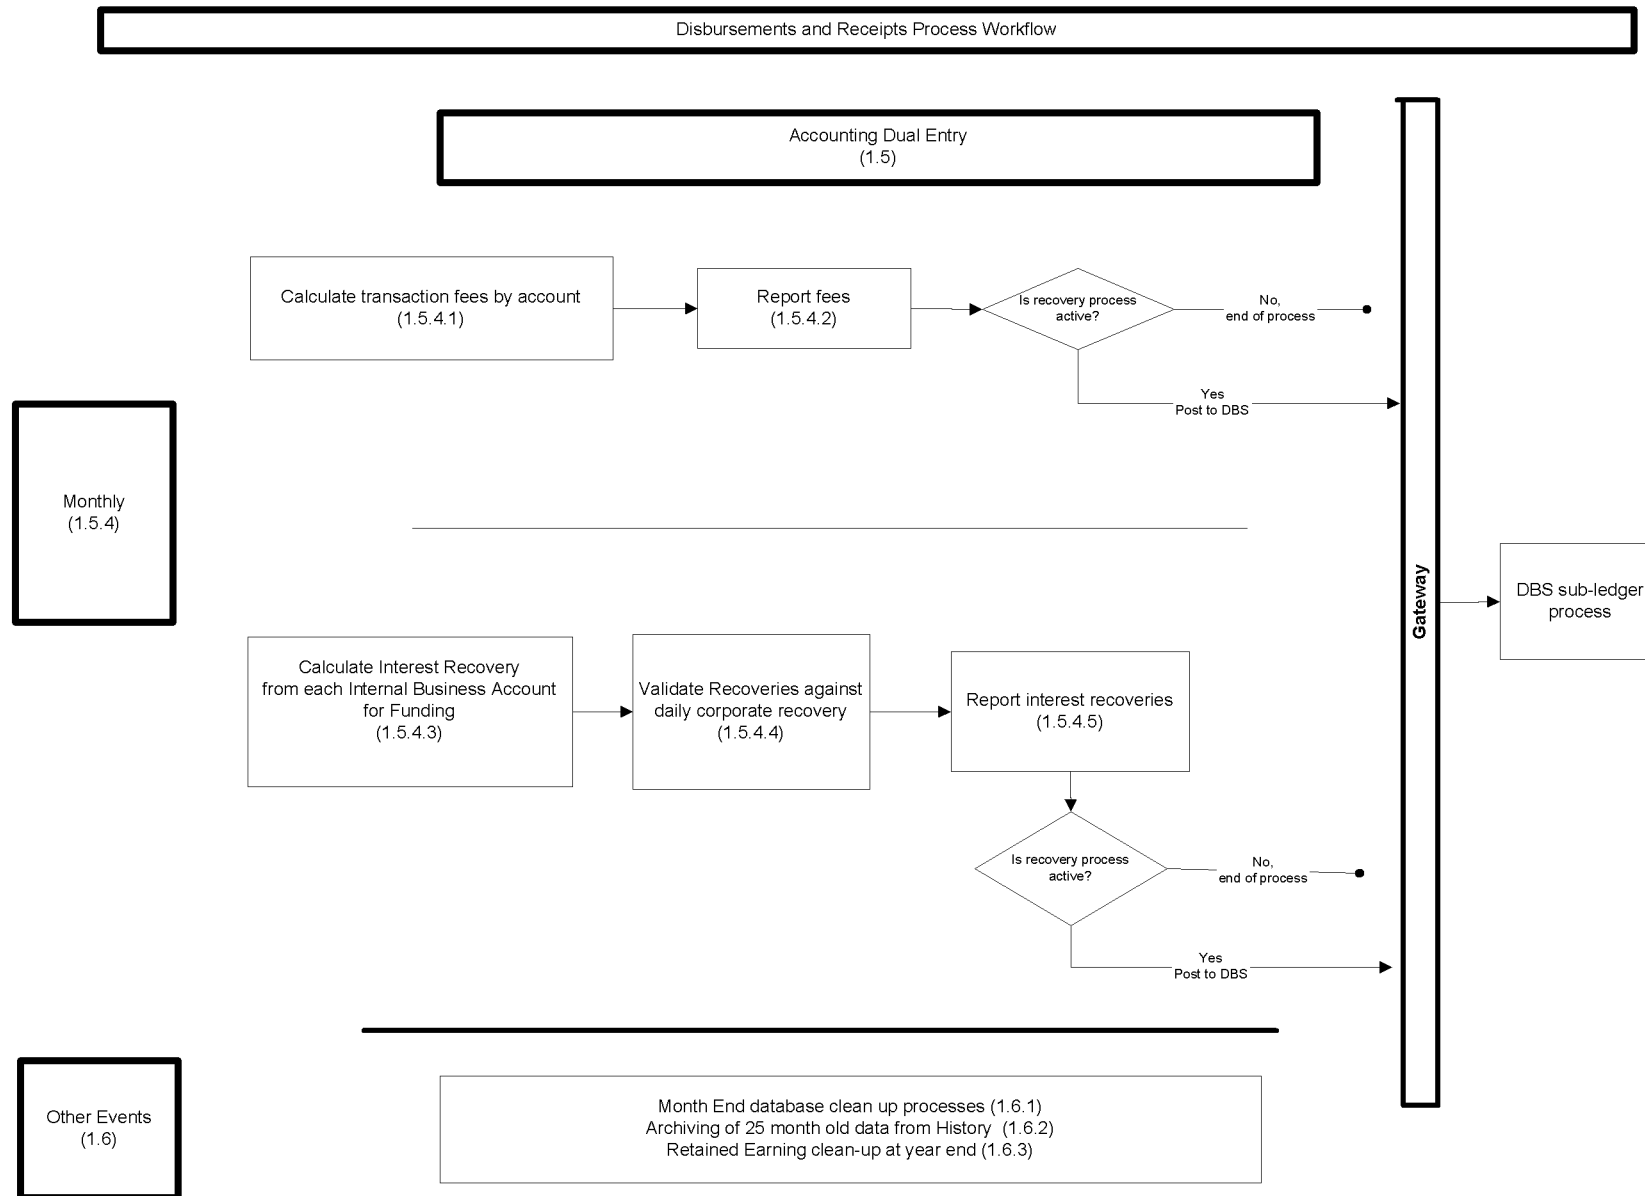 Disbursements and Receipts Process Workflow
Accounting Dual Entry
(1.5)
Calculate transaction fees by account
(1.5.4.1)
Report fees
(1.5.4.2)
Is recovery process
active?
No,
end of process
Yes
Post to DBS
Monthly
(1.5.4)
Gateway
DBS sub-ledger
process
Calculate Interest Recovery
from each Internal Business Account
for Funding
(1.5.4.3)
Validate Recoveries against
daily corporate recovery
(1.5.4.4)
Report interest recoveries
(1.5.4.5)
Is recovery process
active?
No,
end of process
Yes
Post to DBS
Other Events
(1.6)
Month End database clean up processes (1.6.1)
Archiving of 25 month old data from History (1.6.2)
Retained Earning clean-up at year end (1.6.3)